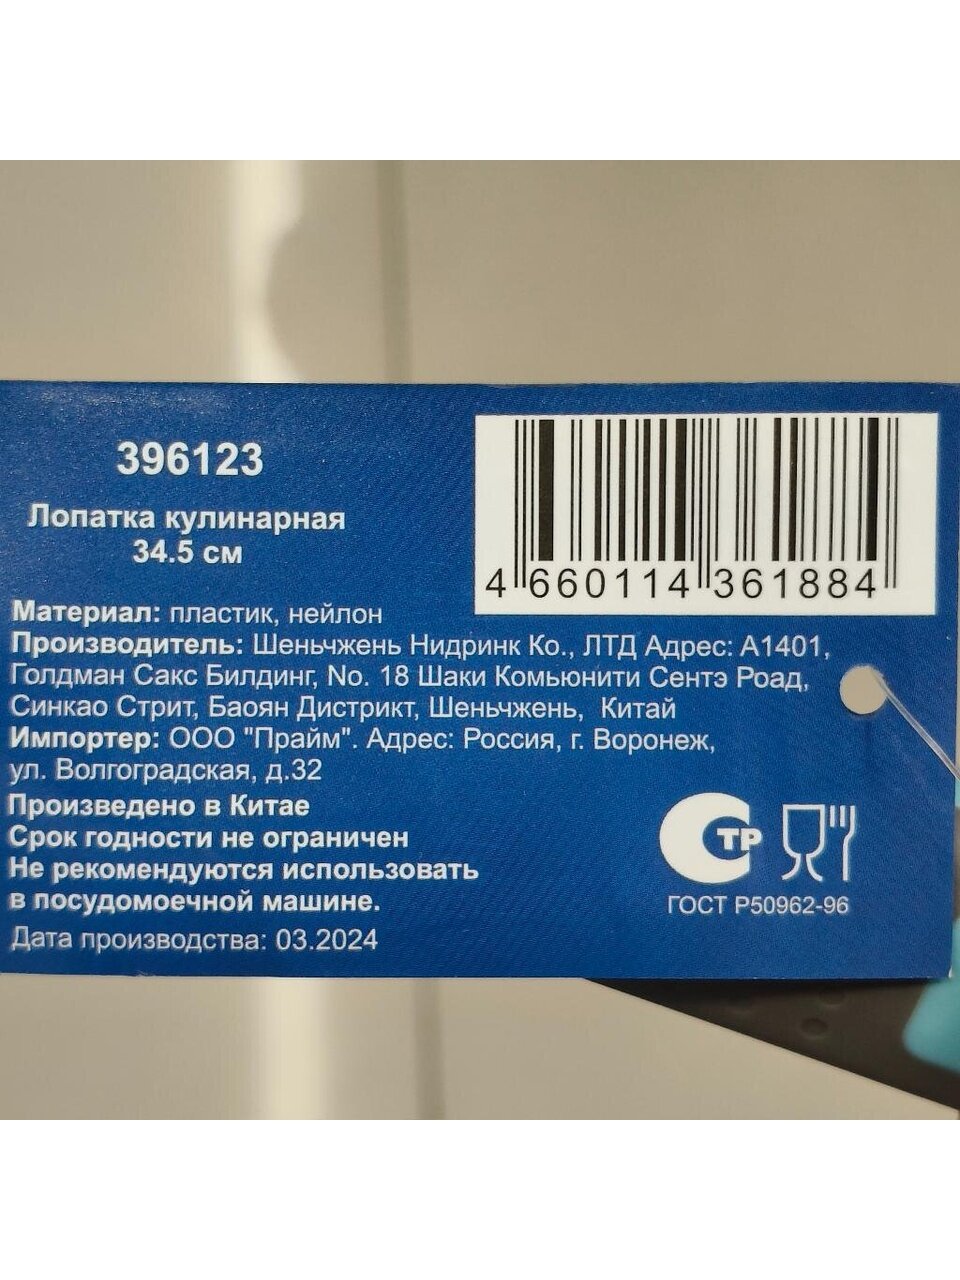 396123
Лопатка кулинарная
34.5 см
4 660114 361884
Материал: пластик, нейлон
Производитель: Шеньчжень Нидринк Ко., ЛТД Адрес: А1401,
Голдман Сакс Билдинг, No. 18 Шаки Комьюнити Сентэ Роад,
Синкао Стрит, Баоян Дистрикт, Шеньчжень, Китай
Импортер: ООО "Прайм". Адрес: Россия, г. Воронеж,
ул. Волгоградская, д.32
Произведено в Китае
Срок годности не ограничен
Не рекомендуются использовать
в посудомоечной машине.
Дата производства: 03.2024
СТР
ГОСТ Р50962-96